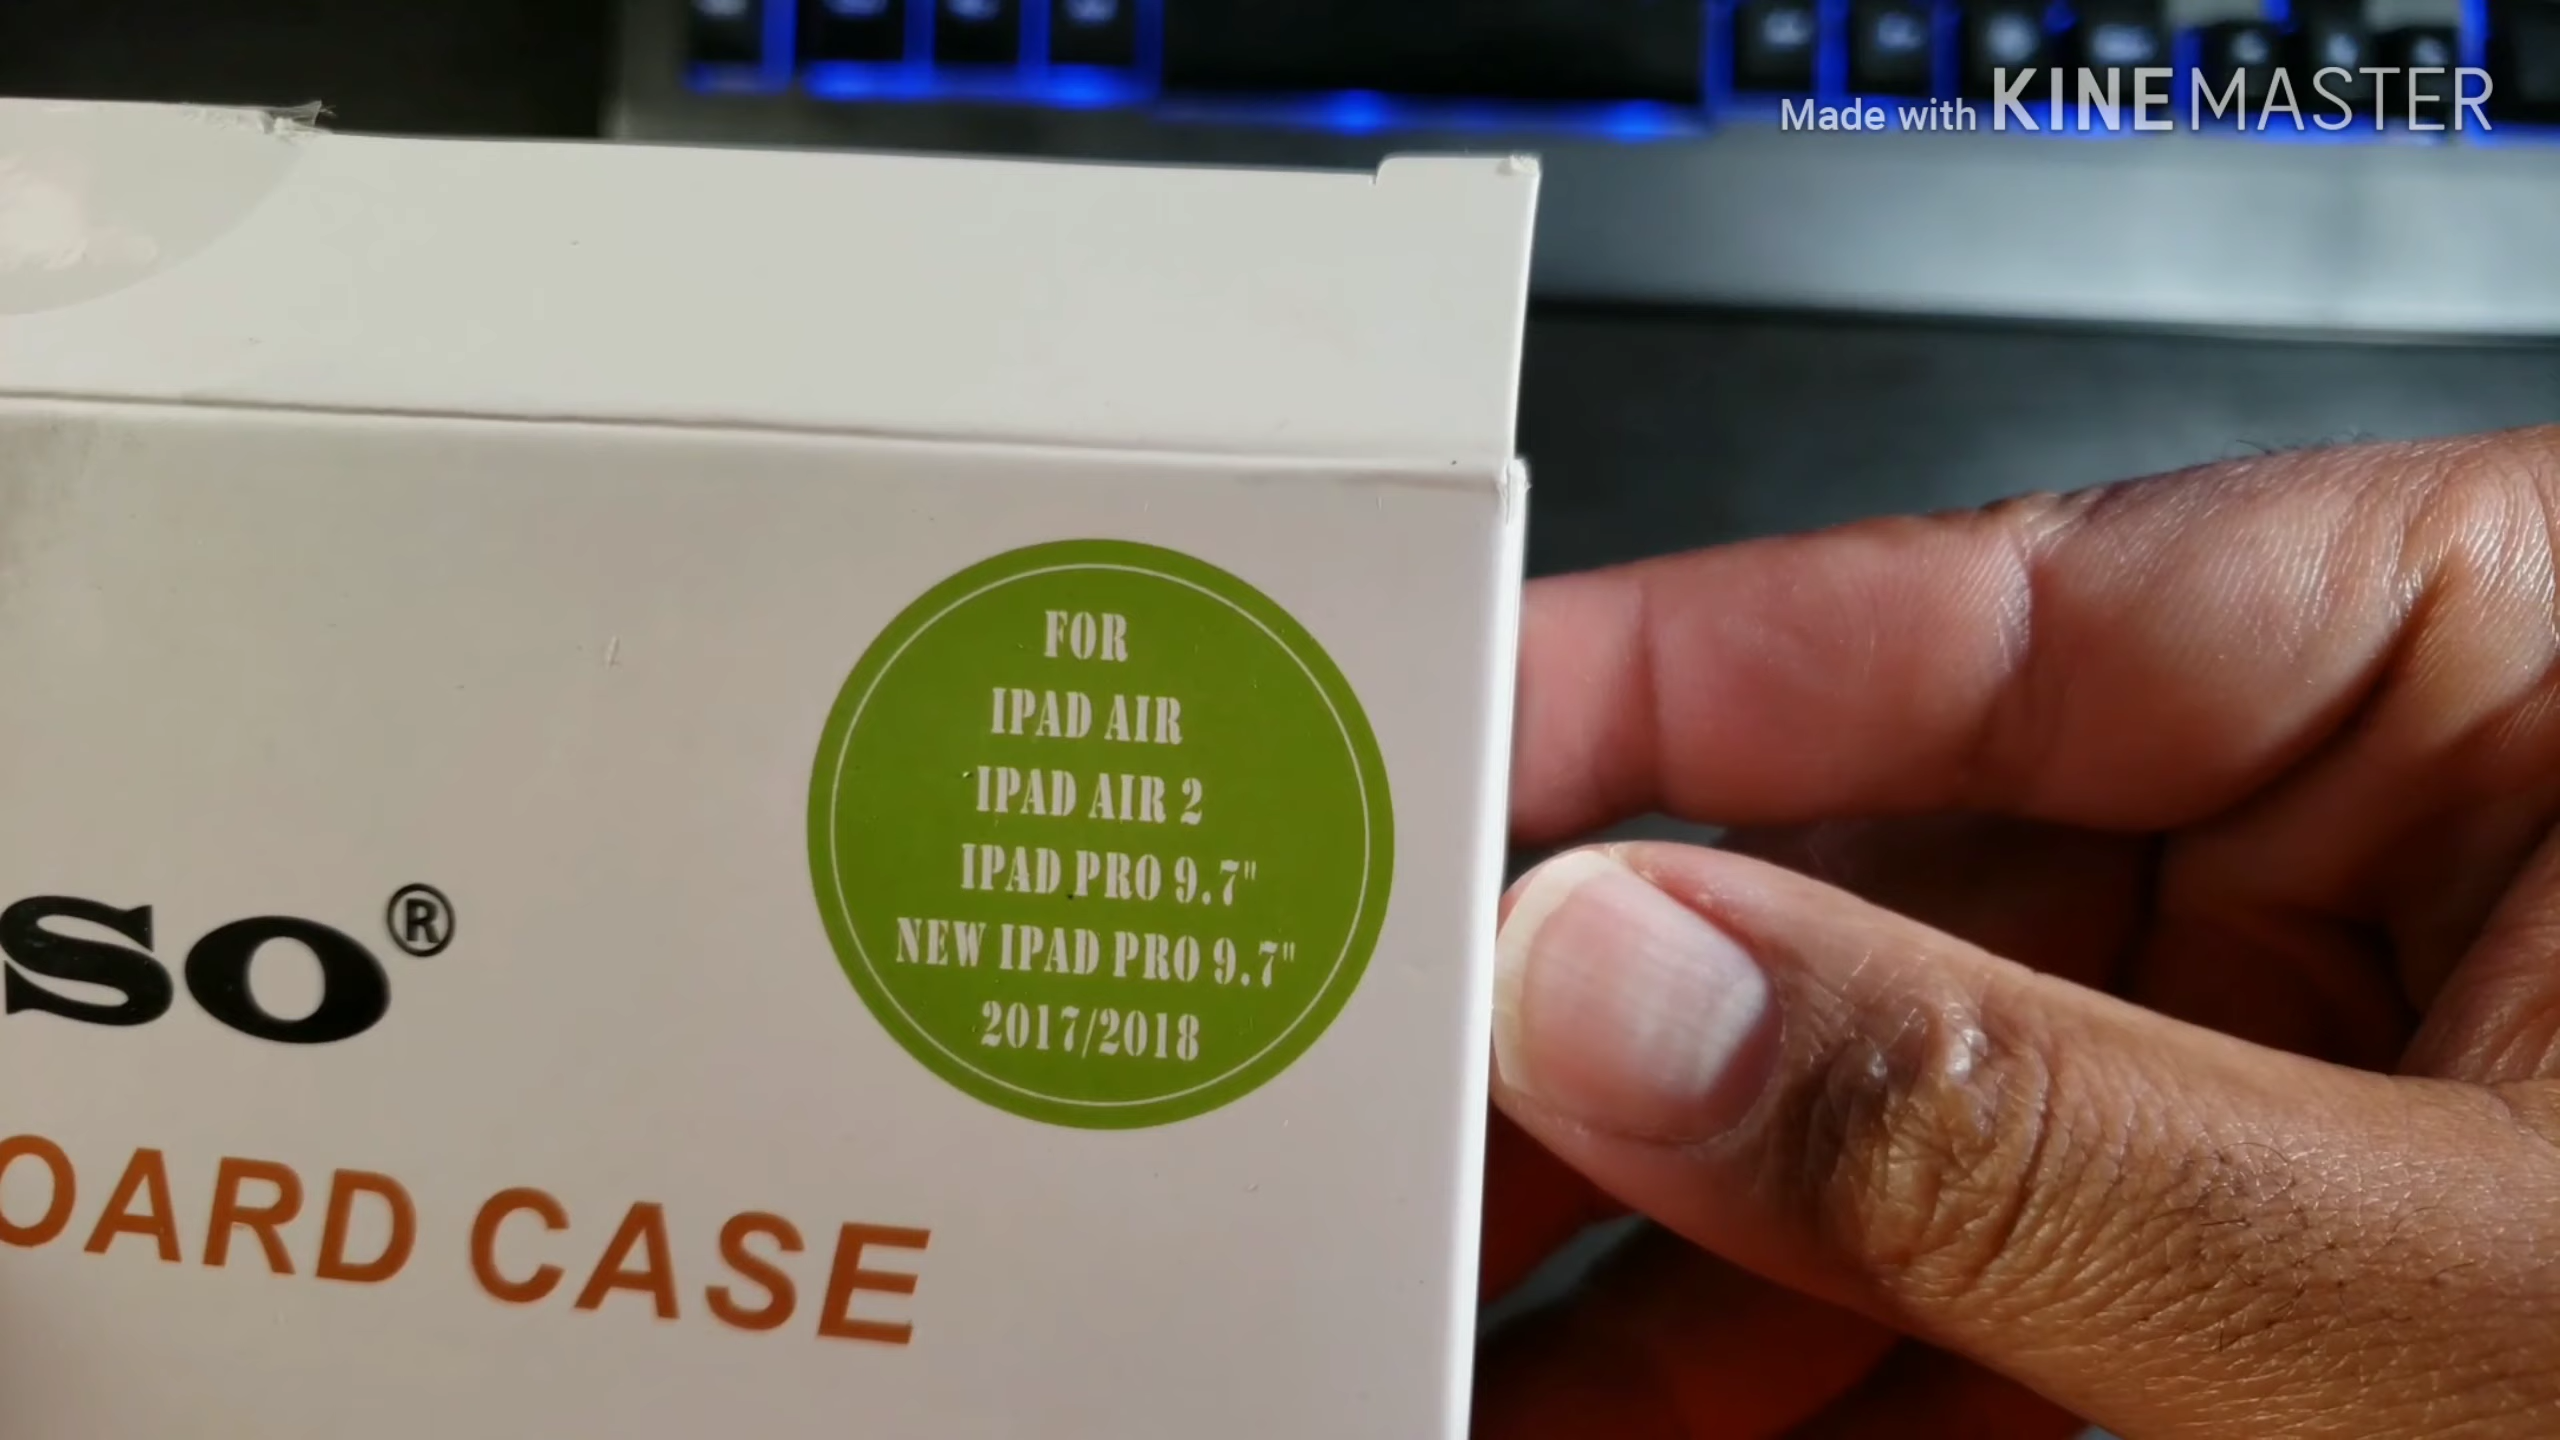 Made with KINEMASTER
FOR
IPAD AIR
IPAD AIR 2
IPAD PRO 9.7"
NEW IPAD PRO 9.7"
2017/2018
SO®
OARD CASE